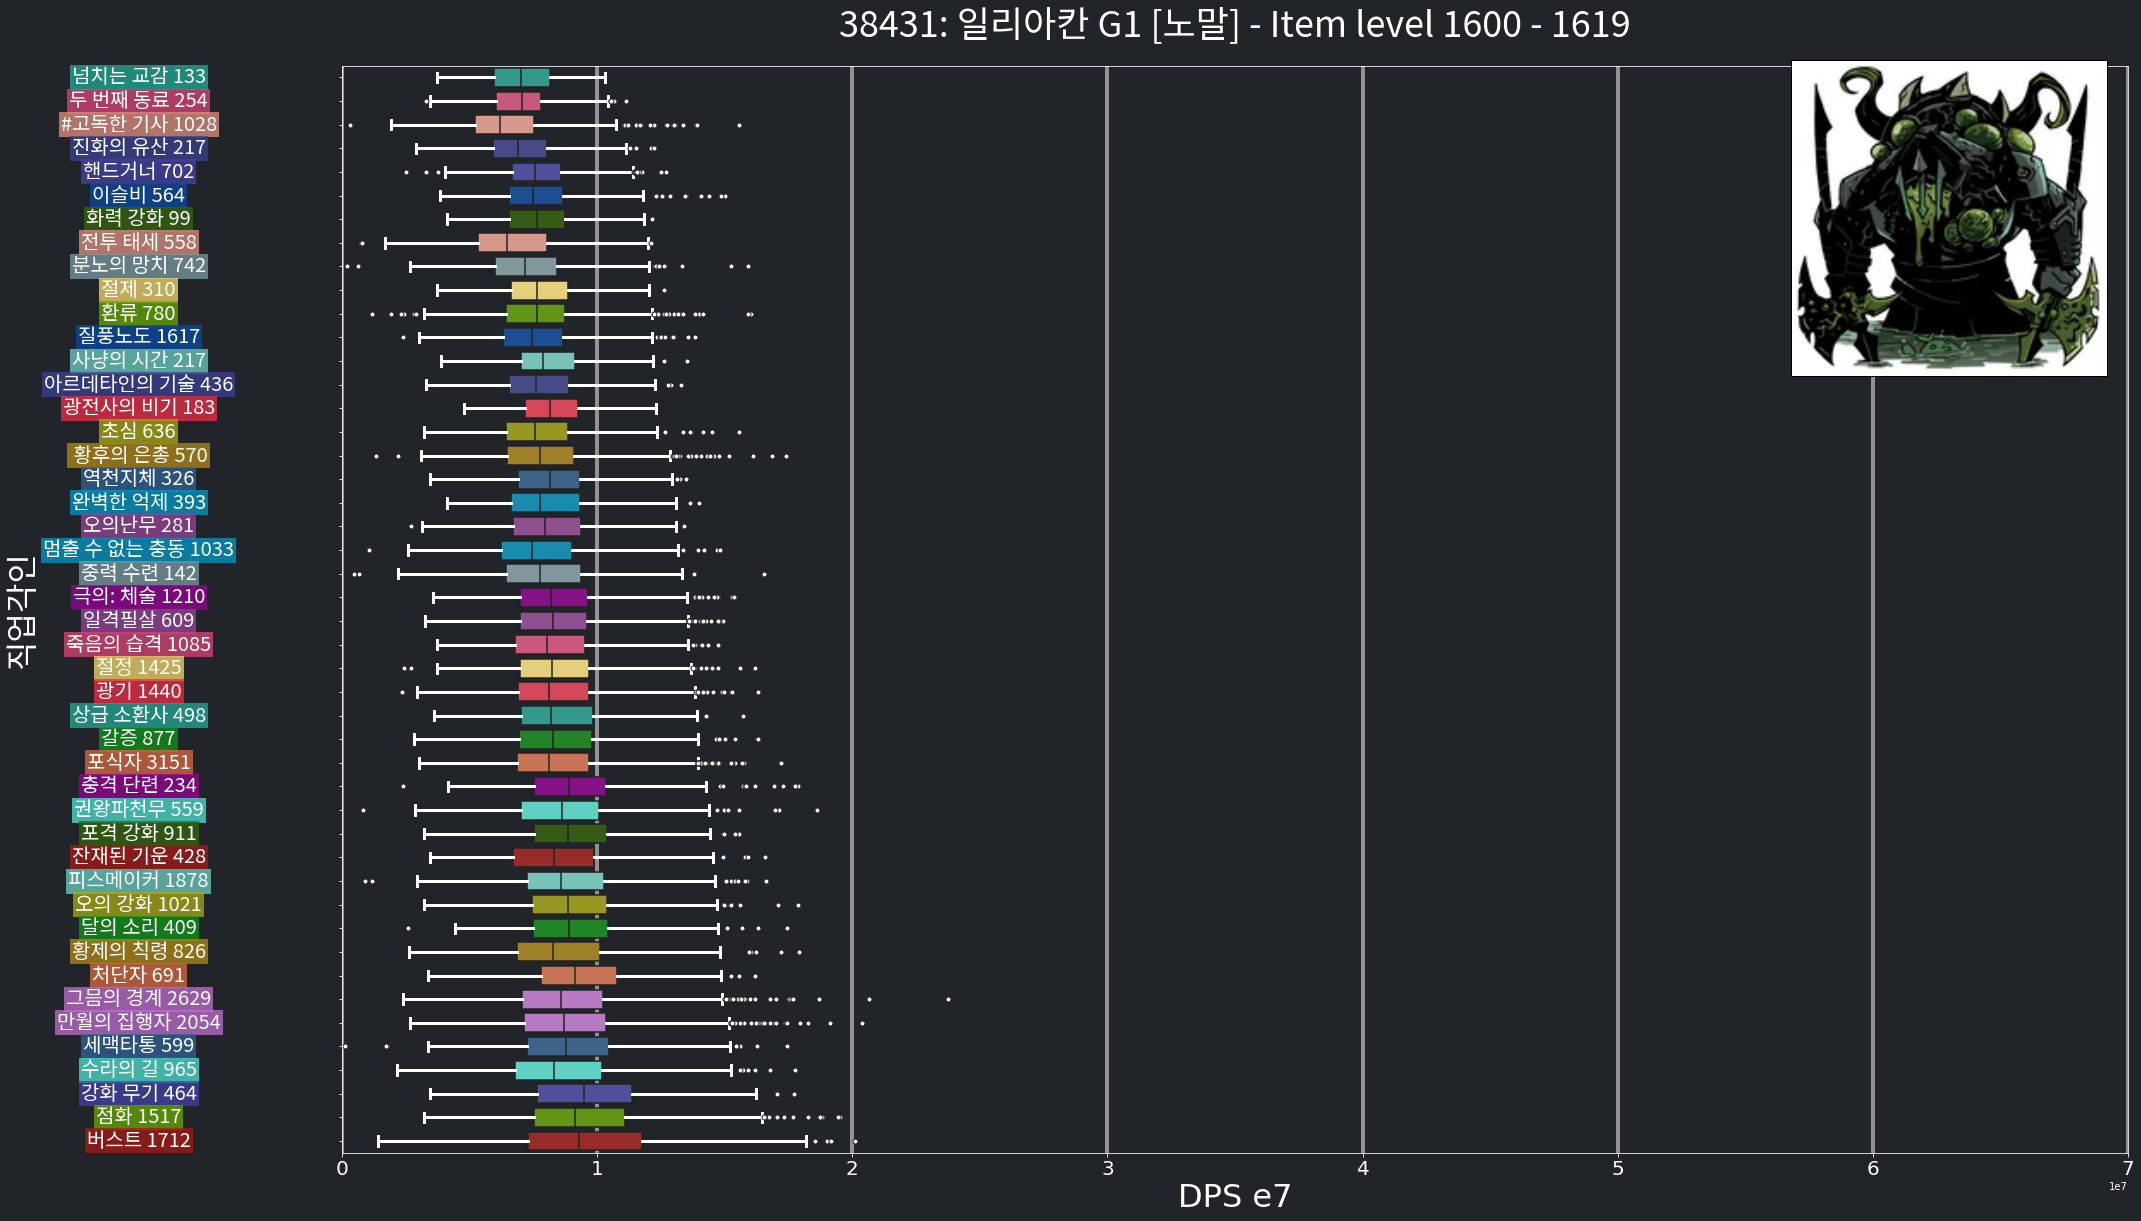 38431: 일리아칸 G1 [노말] - Item level 1600 - 1619
넘치는 교감 133
두 번째 동료 254
#고독한 기사 1028
진화의 유산 217
핸드거너 702
이슬비 564
화력 강화 99
전투 태세 558
분노의 망치 742
절제 310
환류 780
질풍노도 1617
사냥의 시간 217
아르데타인의 기술 436
광전사의 비기 183
초심 636
황후의 은총 570
역천지체 326
완벽한 억제 393
오의난무 281
멈출 수 없는 충동 1033
중력 수련 142
극의: 체술 1210
일격필살 609
죽음의 습격 1085
절정 1425
광기 1440
상급 소환사 498
갈증 877
포식자 3151
충격 단련 234
권왕파천무 559
포격 강화 911
잔재된 기운 428
피스메이커 1878
오의 강화 1021
달의 소리 409
황제의 칙령 826
처단자 691
그믐의 경계 2629
만월의 집행자 2054
세맥타통 599
수라의 길 965
강화 무기 464
점화 1517
버스트 1712
직업각인
0 1 2 3 4 5 6 7
1e7
DPS e7